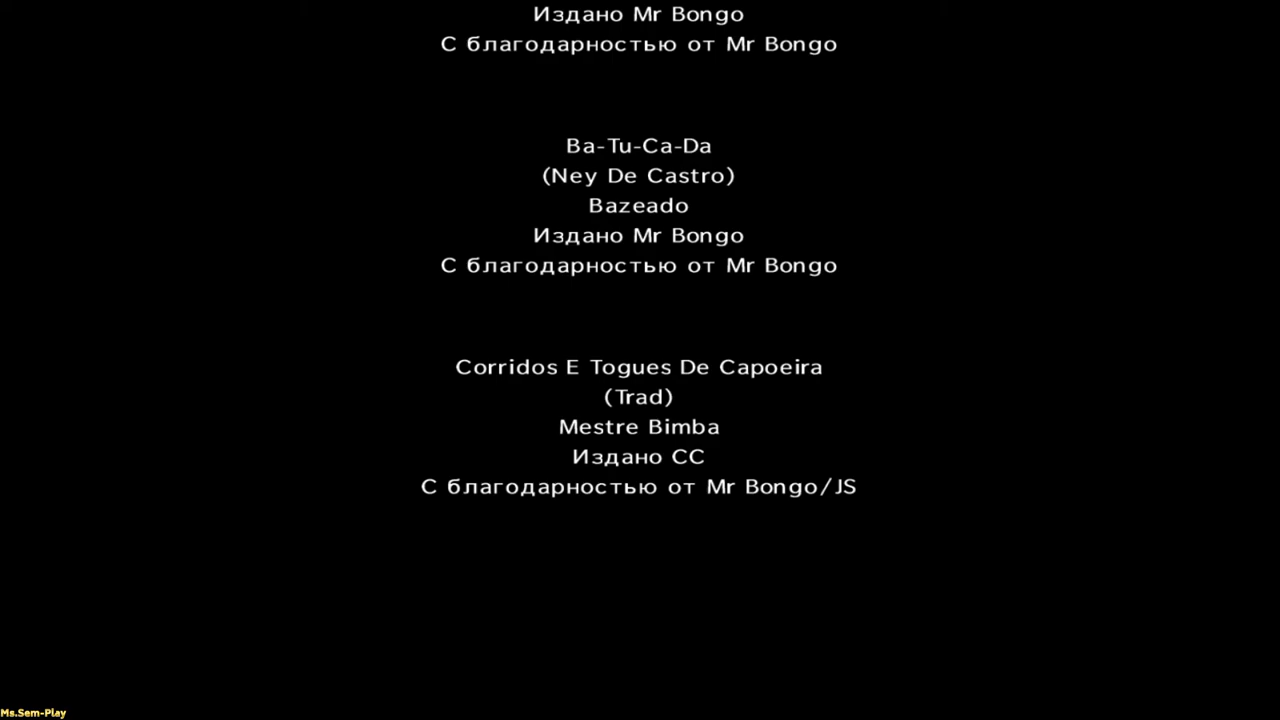 Издано Mr Bongo
С благодарностью от Mr Bongo
Ba-Tu-Ca-Da
(Ney De Castro)
Bazeado
Издано Mr Bongo
С благодарностью от Mr Bongo
Corridos E Togues De Capoeira
(Trad)
Mestre Bimba
Издано CC
С благодарностью от Mr Bongo/JS
Ms.Sem-Play